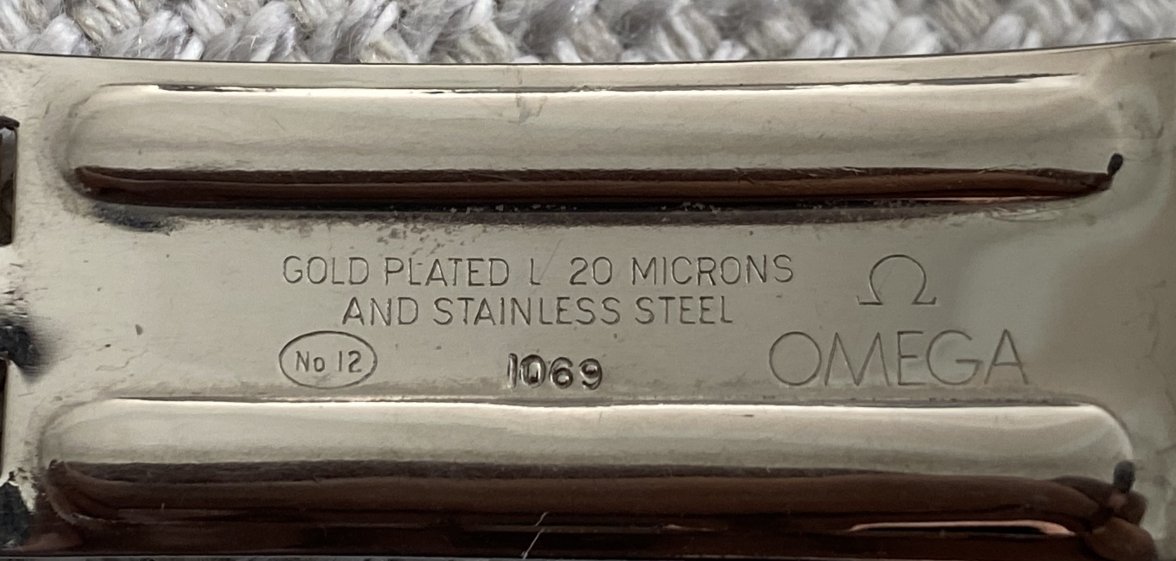 GOLD PLATED L 20 MICRONS
AND STAINLESS STEEL
No 12
1069
Ω
OMEGA